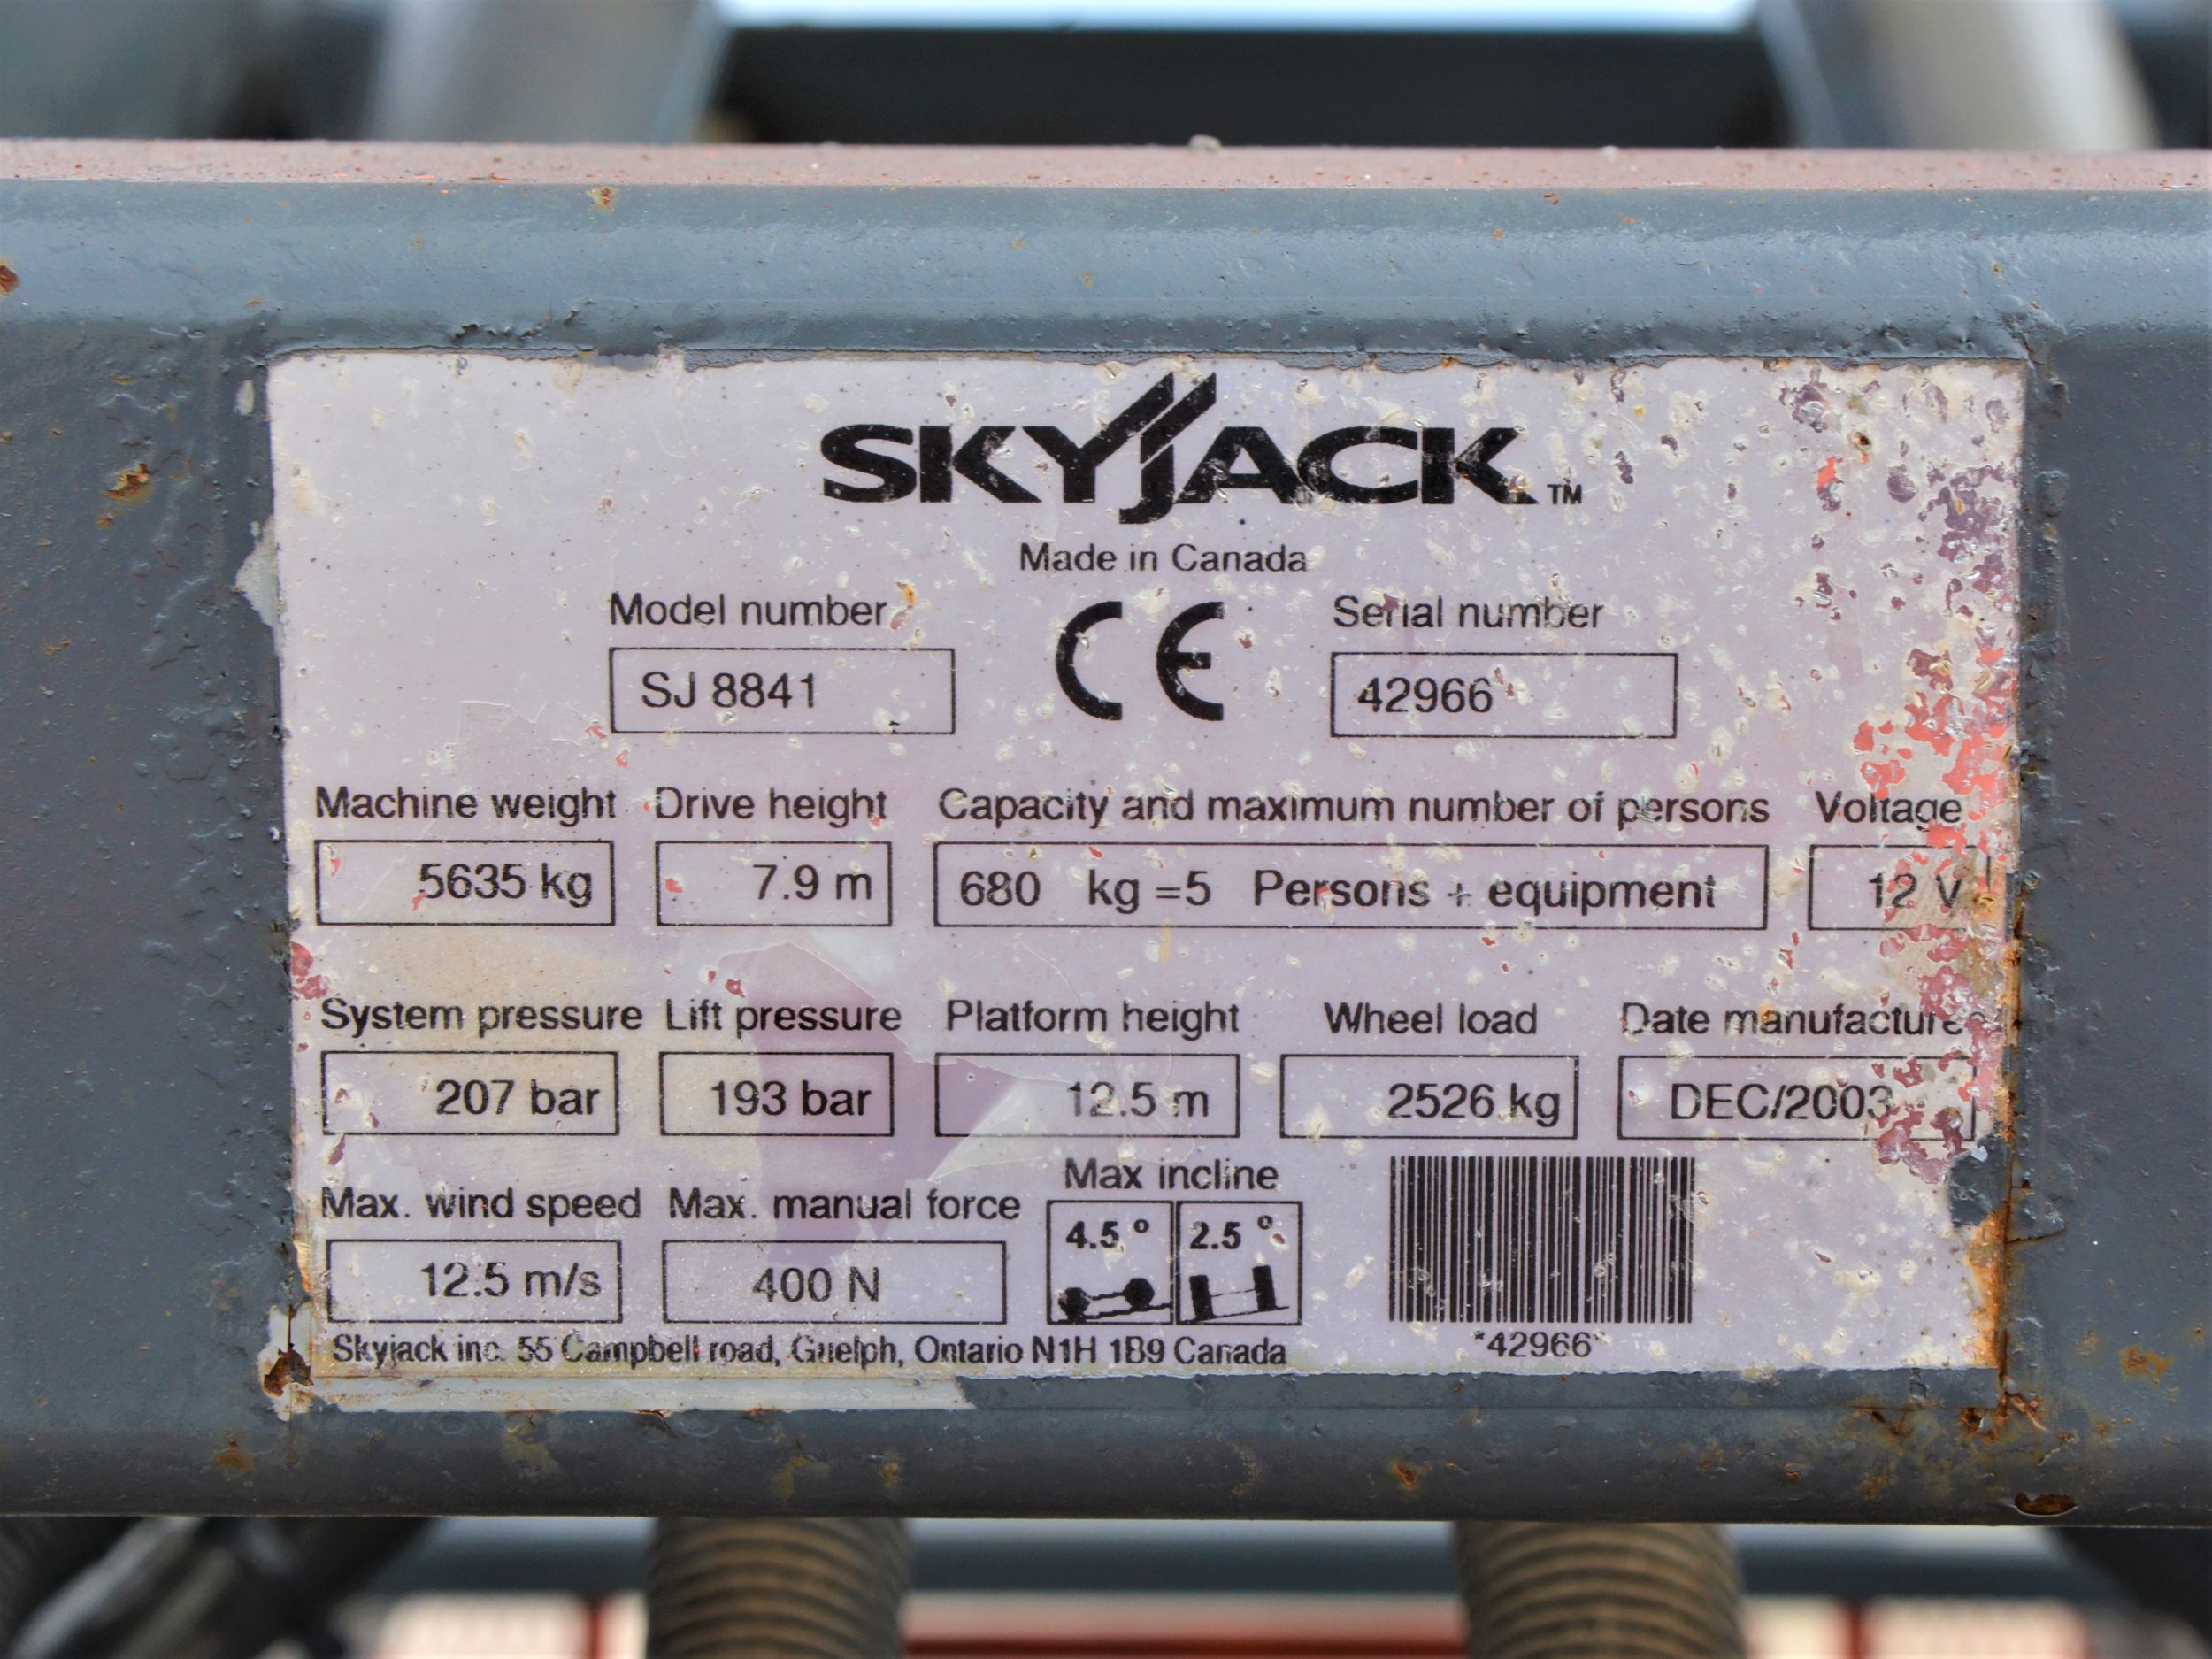 SKYJACK™
Made in Canada
Model number CE Serial number
SJ 8841 42966
Machine weight Drive height Capacity and maximum number of persons Voltage
5635 kg 7.9 m 680 kg =5 Persons + equipment 12 V
System pressure Lift pressure Platform height Wheel load Date manufacture
207 bar 193 bar 12.5 m 2526 kg DEC/2003
Max incline
Max. wind speed Max. manual force 4.5 ° 2.5 °
12.5 m/s 400 N
Skyjack inc. 55 Campbell road, Guelph, Ontario N1H 1B9 Canada *42966*